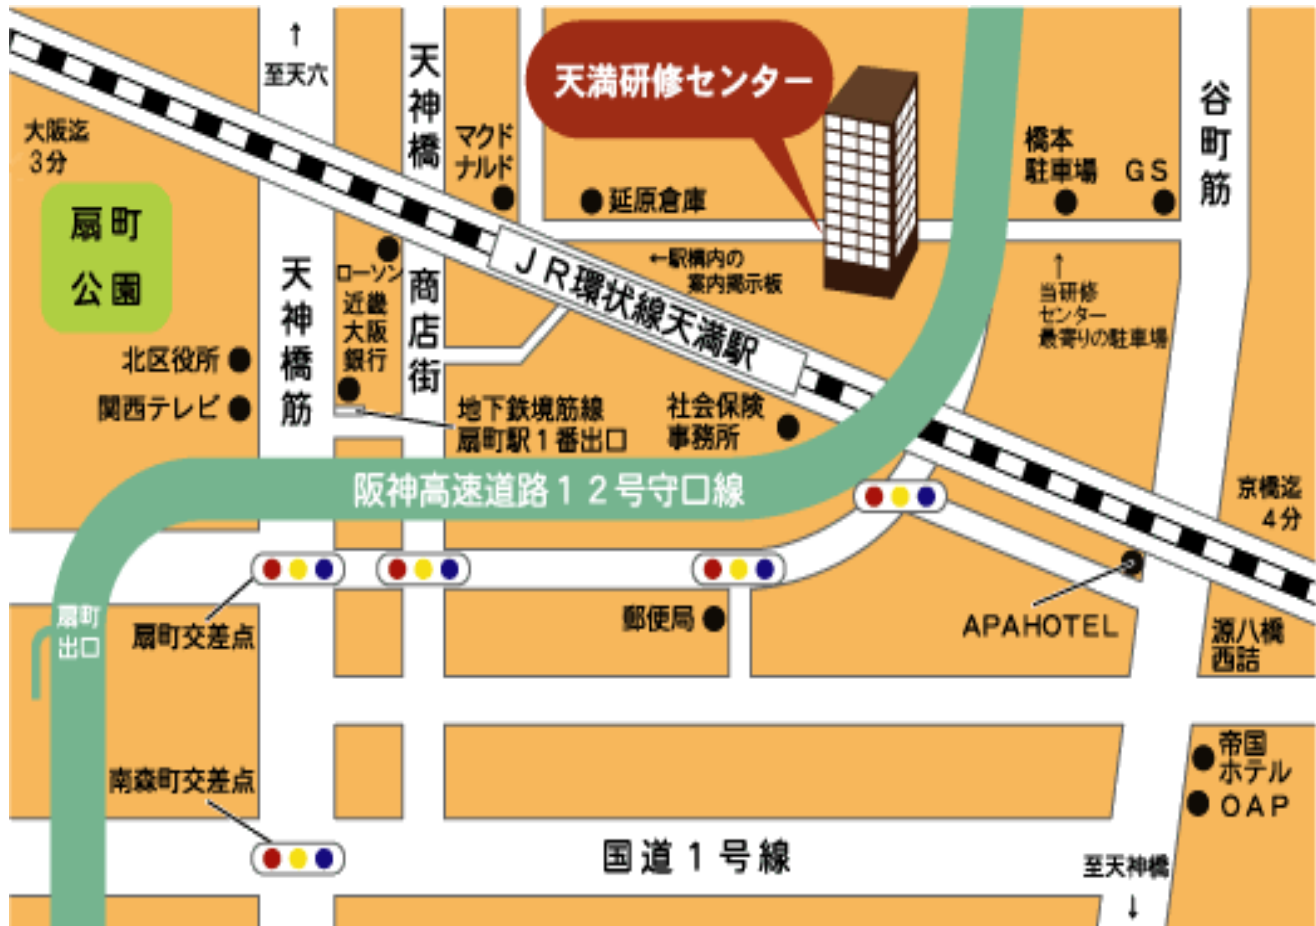 ↑
至天六
天神橋
天満研修センター
谷町筋
大阪迄
3分
マクド
ナルド
延原倉庫
橋本
駐車場
GS
扇町
公園
天神橋筋
ローソン
近畿
大阪
銀行
商店街
←駅構内の
案内掲示板
JR環状線天満駅
↑
当研修
センター
最寄りの駐車場
北区役所
関西テレビ
地下鉄境筋線
扇町駅1番出口
社会保険
事務所
阪神高速道路12号守口線
京橋迄
4分
扇町
出口
扇町交差点
郵便局
APAHOTEL
源八橋
西詰
南森町交差点
帝国
ホテル
OAP
国道1号線
至天神橋
↓